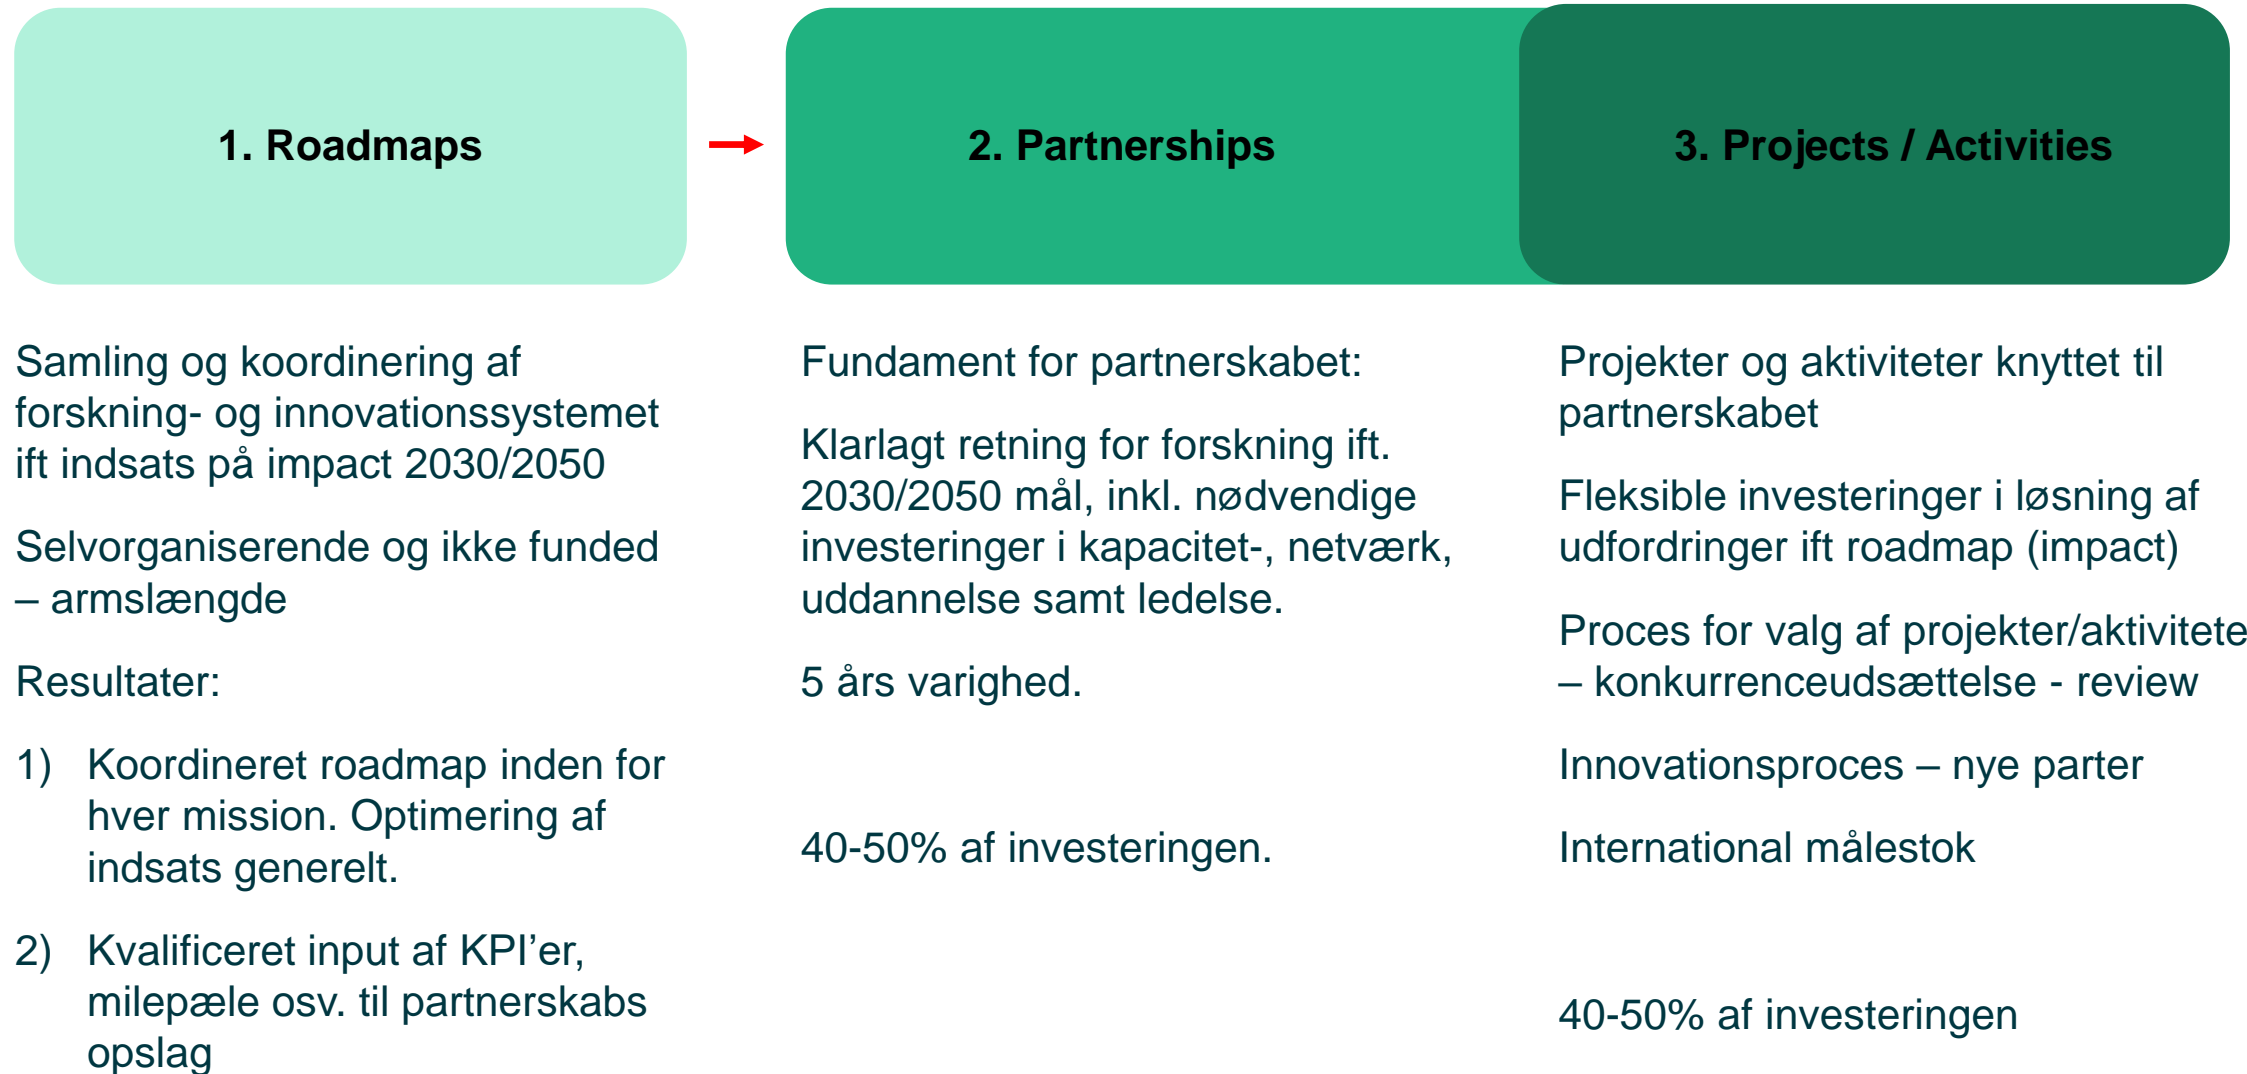 1. Roadmaps
2. Partnerships
3. Projects / Activities
Samling og koordinering af
forskning- og innovationssystemet
ift indsats på impact 2030/2050
Selvorganiserende og ikke funded
– armslængde
Resultater:
1) Koordineret roadmap inden for
hver mission. Optimering af
indsats generelt.
2) Kvalificeret input af KPI’er,
milepæle osv. til partnerskabs
opslag
Fundament for partnerskabet:
Klarlagt retning for forskning ift.
2030/2050 mål, inkl. nødvendige
investeringer i kapacitet-, netværk,
uddannelse samt ledelse.
5 års varighed.
40-50% af investeringen.
Projekter og aktiviteter knyttet til
partnerskabet
Fleksible investeringer i løsning af
udfordringer ift roadmap (impact)
Proces for valg af projekter/aktivitete
– konkurrenceudsættelse - review
Innovationsproces – nye parter
International målestok
40-50% af investeringen